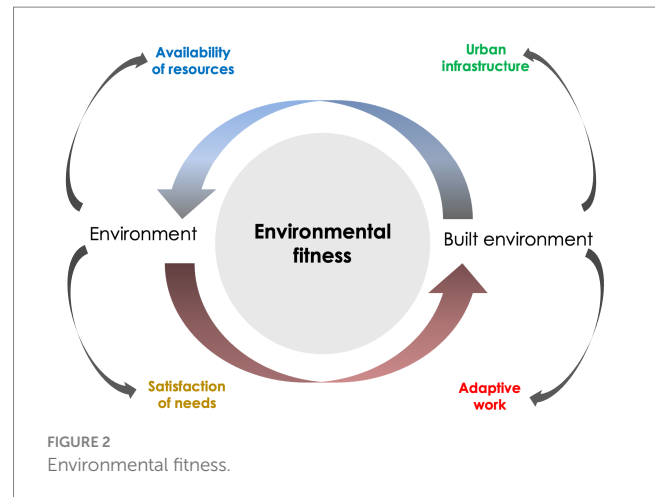 Availability
of resources
Urban
infrastructure
Environment
Environmental
fitness
Built environment
Satisfaction
of needs
Adaptive
work
FIGURE 2
Environmental fitness.